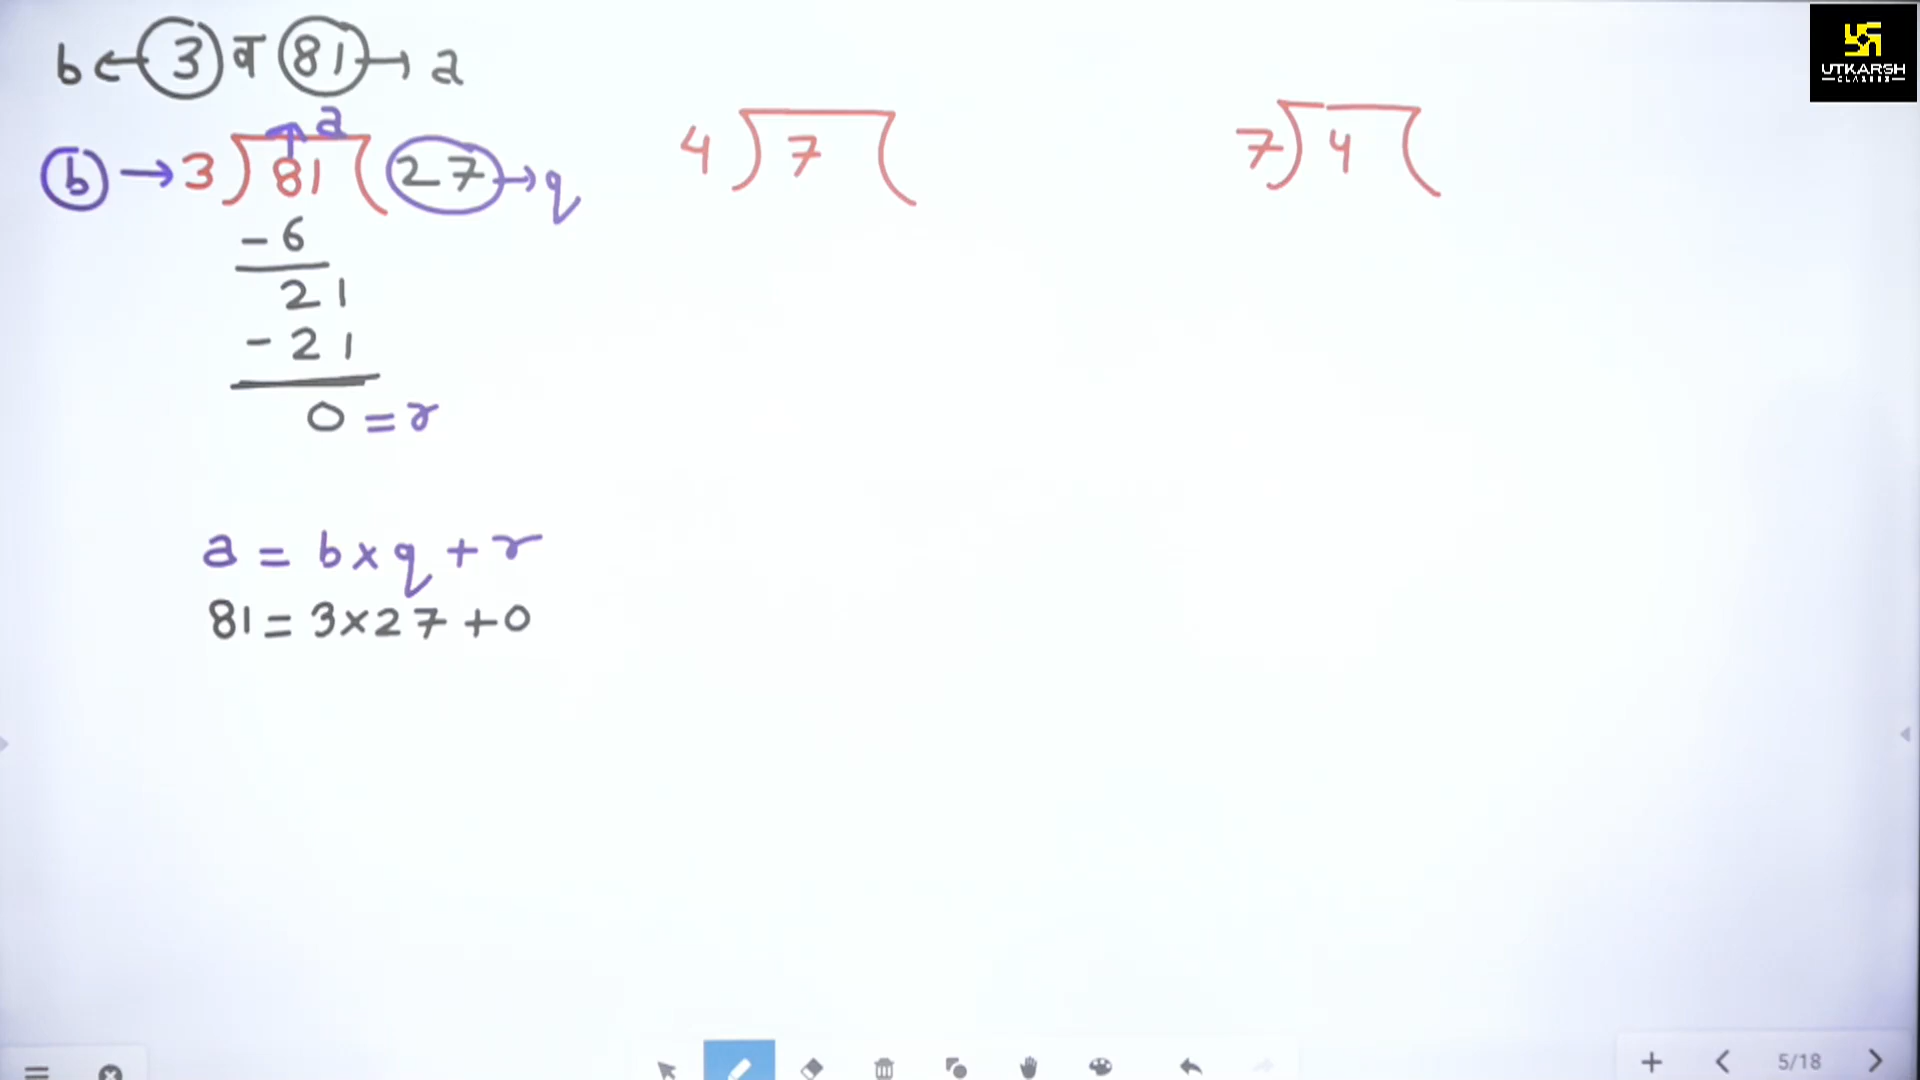 b ← 3 व 81 → a
a
b → 3 ) 81 ( 27 → q
- 6
21
- 21
0 = r
a = b × q + r
81 = 3 × 27 + 0
4 ) 7 (
7 ) 4 (
UTKARSH
CLASSES
5/18